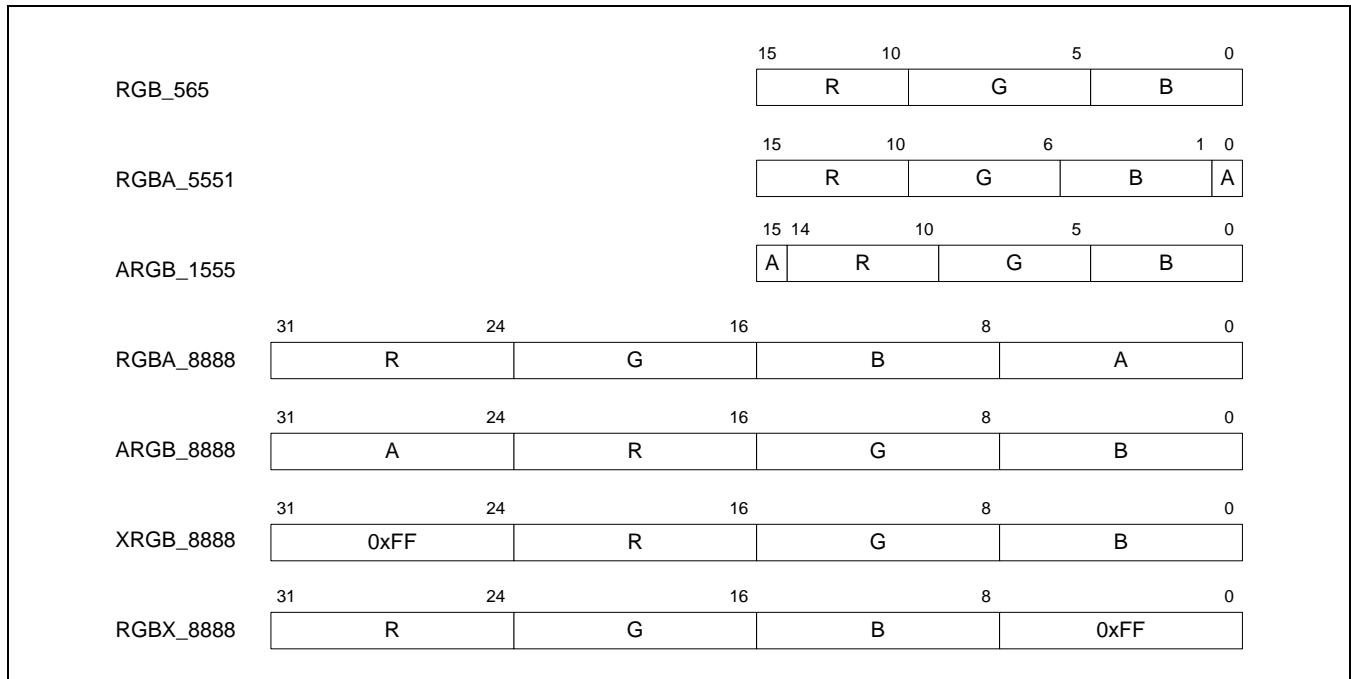 15 10 5 0
RGB_565 R G B
15 10 6 1 0
RGBA_5551 R G B A
15 14 10 5 0
ARGB_1555 A R G B
31 24 16 8 0
RGBA_8888 R G B A
31 24 16 8 0
ARGB_8888 A R G B
31 24 16 8 0
XRGB_8888 0xFF R G B
31 24 16 8 0
RGBX_8888 R G B 0xFF